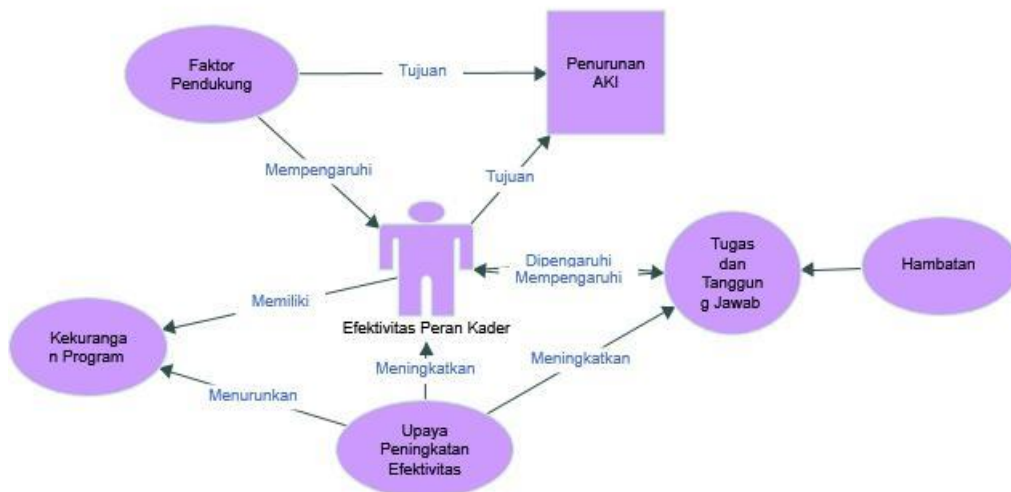 Faktor
Pendukung
Tujuan
Penurunan
AKI
Mempengaruhi
Tujuan
Dipengaruhi
Mempengaruhi
Tugas
dan
Tanggun
g Jawab
Hambatan
Memiliki
Efektivitas Peran Kader
Kekuranga
n Program
Meningkatkan
Meningkatkan
Menurunkan
Upaya
Peningkatan
Efektivitas